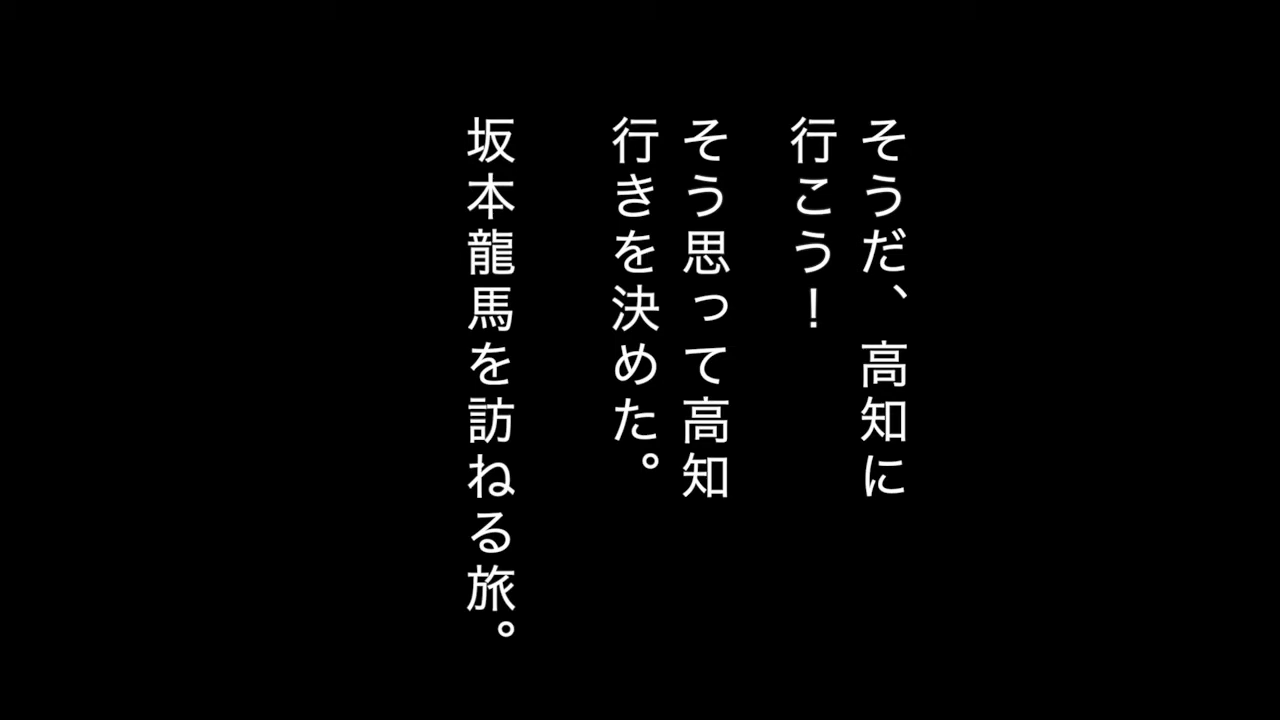 そうだ、高知に
行こう！
そう思って高知
行きを決めた。
坂本龍馬を訪ねる旅。